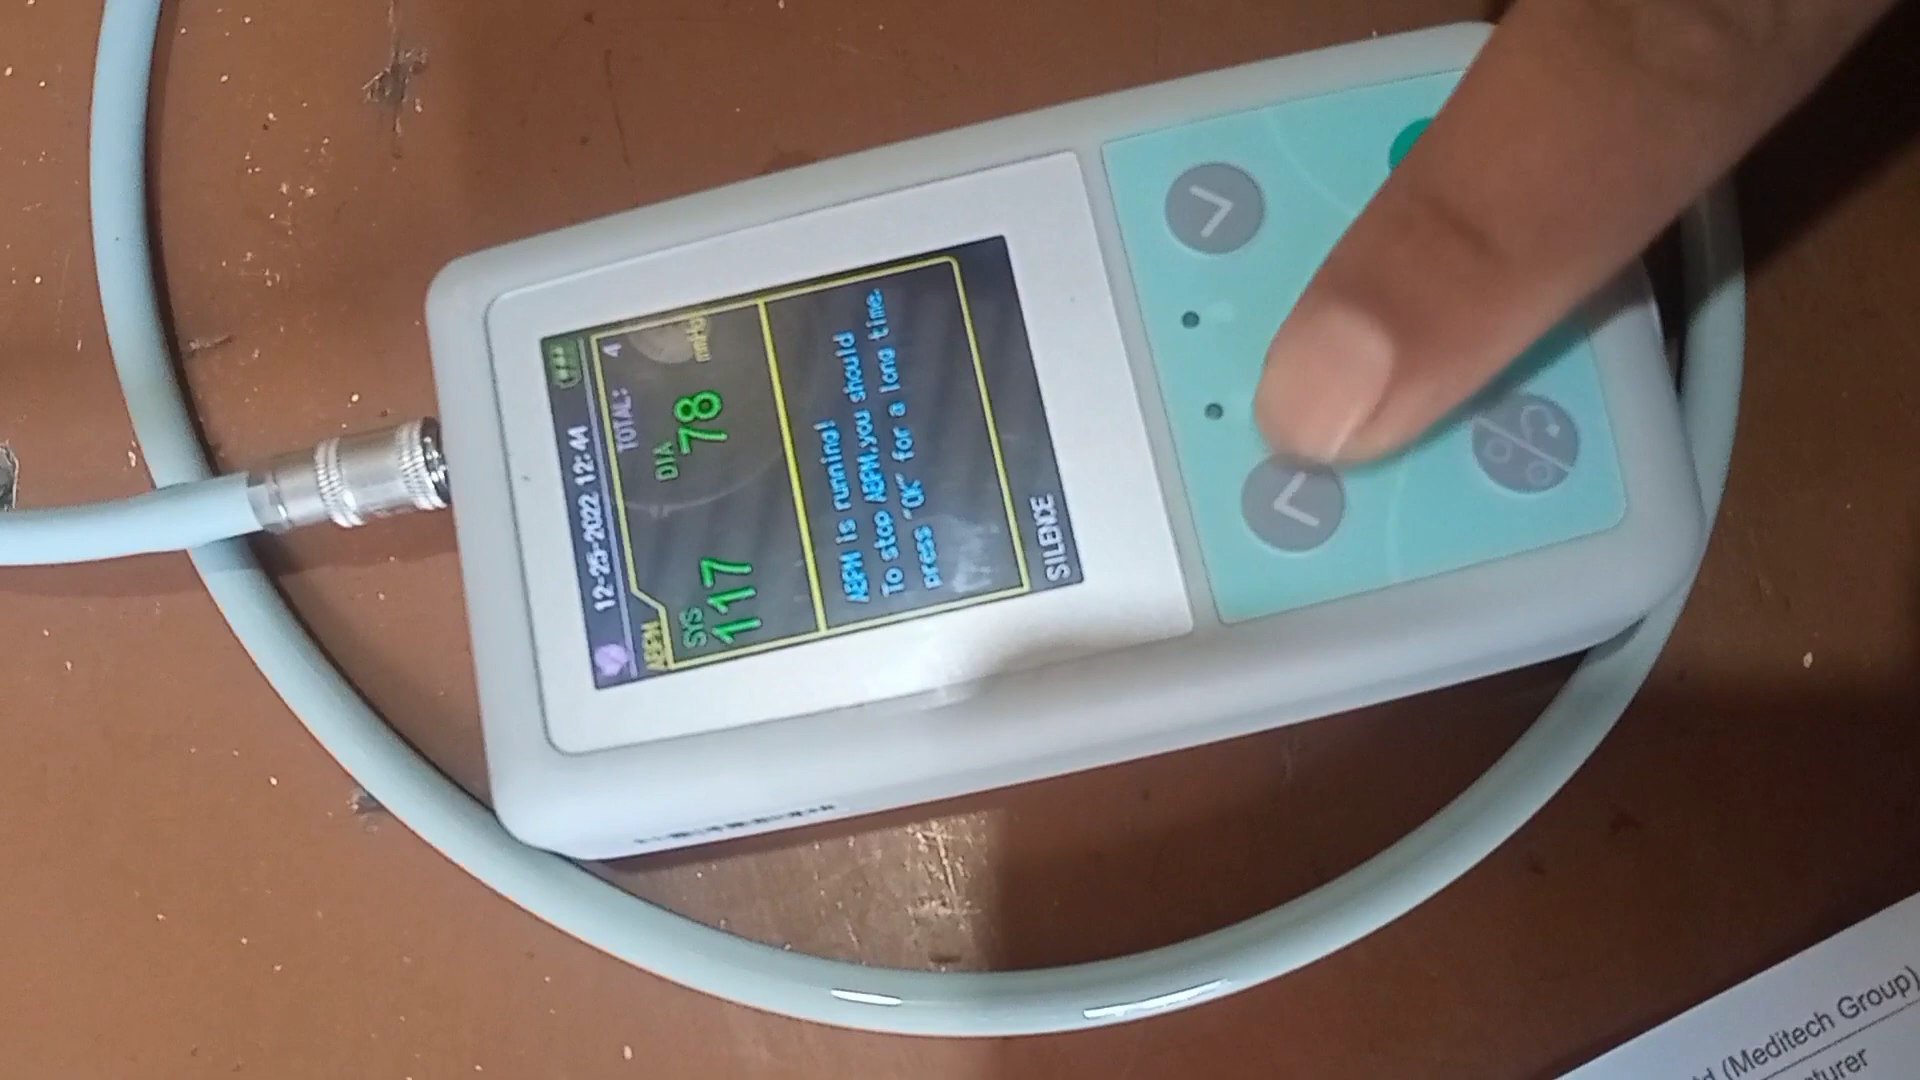 12-25-2022 12:44
ABPM TOTAL: 4
SYS DIA mmHg
117 78
ABPM is running!
To stop ABPM,you should
press "OK" for a long time.
SILENCE
(Meditech Group)